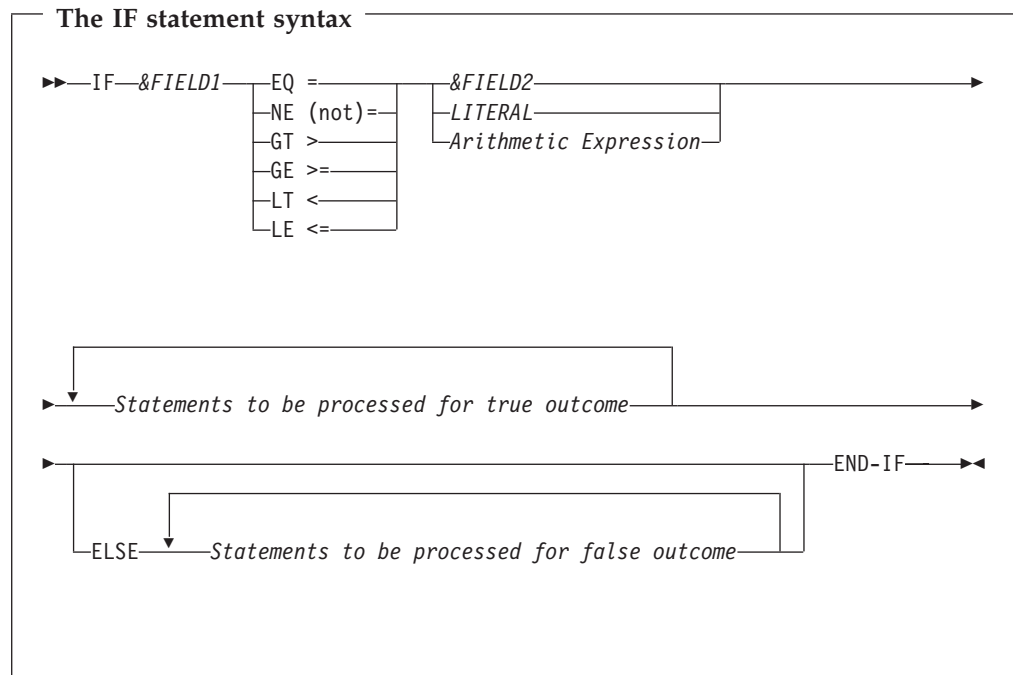 The IF statement syntax
IF &FIELD1 EQ = &FIELD2
NE (not)= LITERAL
GT > Arithmetic Expression
GE >=
LT <
LE <=
Statements to be processed for true outcome
END-IF
ELSE Statements to be processed for false outcome